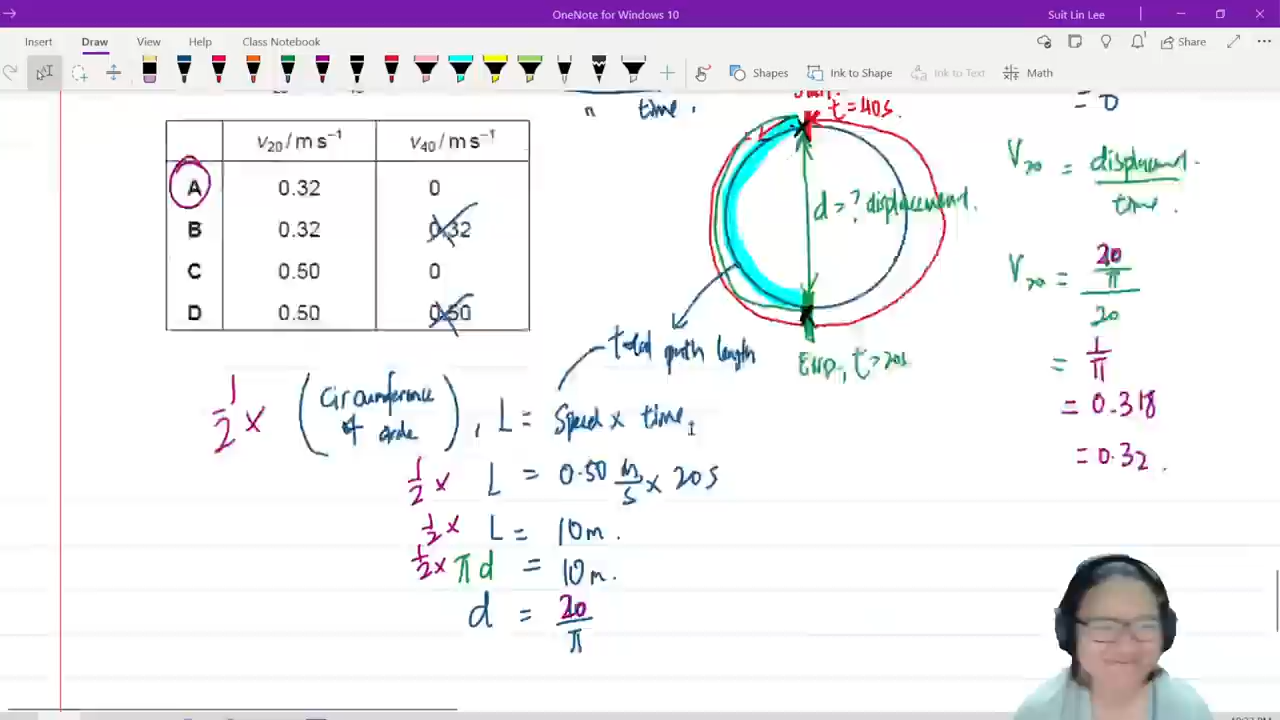 OneNote for Windows 10
Suit Lin Lee
Insert
Draw
View
Help
Class Notebook
Share
Shapes
Ink to Shape
Ink to Text
Math
n time.
t = 40s.
= 0
v20 / m s⁻¹ v40 / m s⁻¹
A 0.32 0
B 0.32 0.32
C 0.50 0
D 0.50 0.50
d = ? displacement.
total path length
END, t = 20s
V20 = displacement / time.
V20 = 20/π / 20
= 1/π
= 0.318
= 0.32.
1/2 × (circumference of circle), L = Speed × time.
1/2 × L = 0.50 m/s × 20s
1/2 × L = 10m.
1/2 × πd = 10m.
d = 20/π